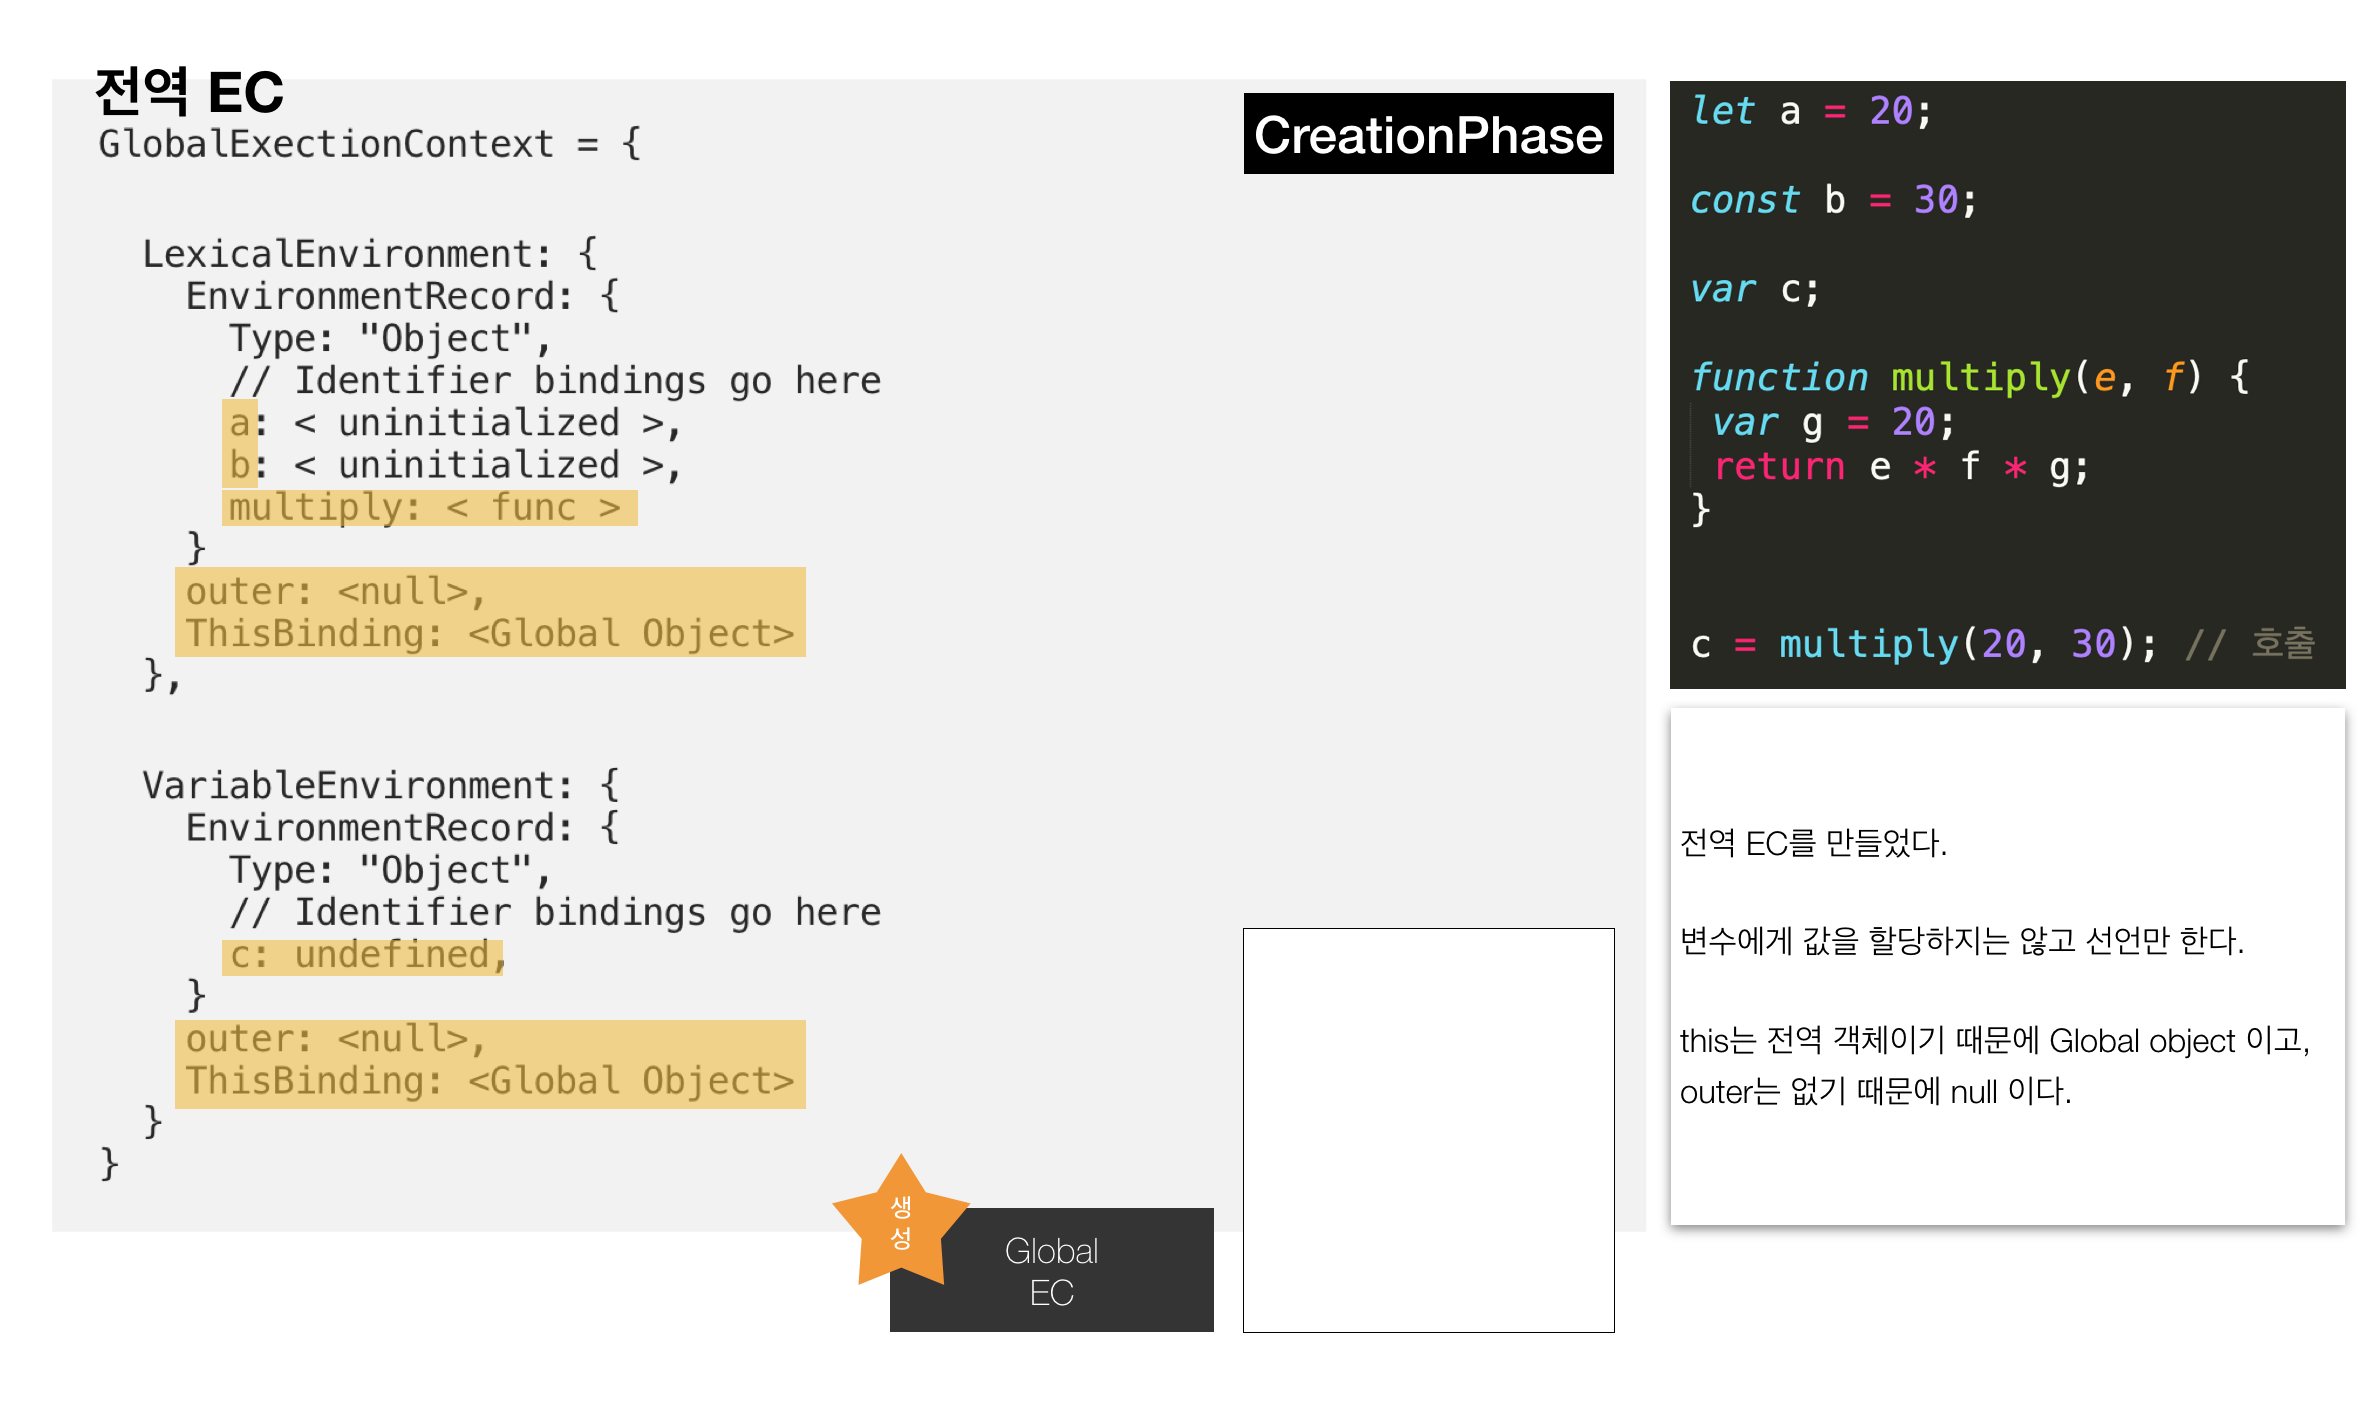 전역 EC
GlobalExectionContext = {
CreationPhase
LexicalEnvironment: {
EnvironmentRecord: {
Type: "Object",
// Identifier bindings go here
a: < uninitialized >,
b: < uninitialized >,
multiply: < func >
}
outer: <null>,
ThisBinding: <Global Object>
},
VariableEnvironment: {
EnvironmentRecord: {
Type: "Object",
// Identifier bindings go here
c: undefined,
}
outer: <null>,
ThisBinding: <Global Object>
}
}
생
성
Global
EC
let a = 20;
const b = 30;
var c;
function multiply(e, f) {
var g = 20;
return e * f * g;
}
c = multiply(20, 30); // 호출
전역 EC를 만들었다.
변수에게 값을 할당하지는 않고 선언만 한다.
this는 전역 객체이기 때문에 Global object 이고,
outer는 없기 때문에 null 이다.